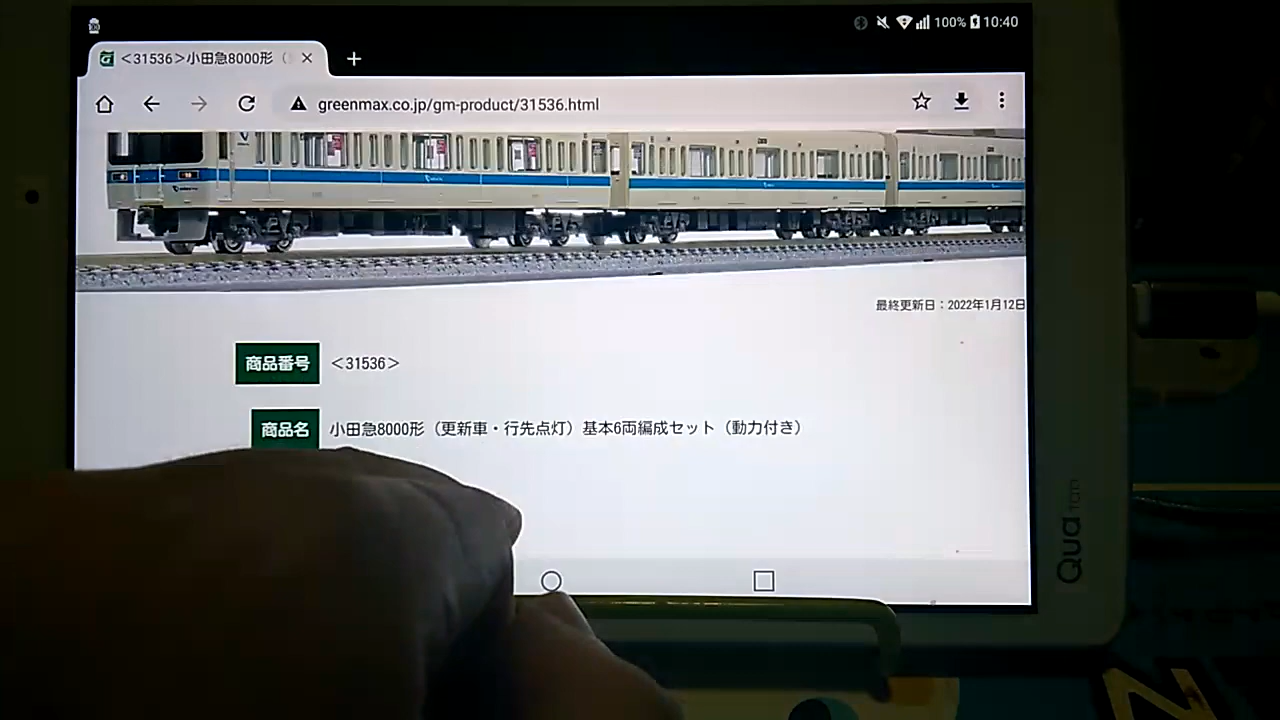 100% 10:40
＜31536＞小田急8000形（
greenmax.co.jp/gm-product/31536.html
最終更新日：2022年1月12日
商品番号 ＜31536＞
商品名 小田急8000形（更新車・行先点灯）基本6両編成セット（動力付き）
Qua tab